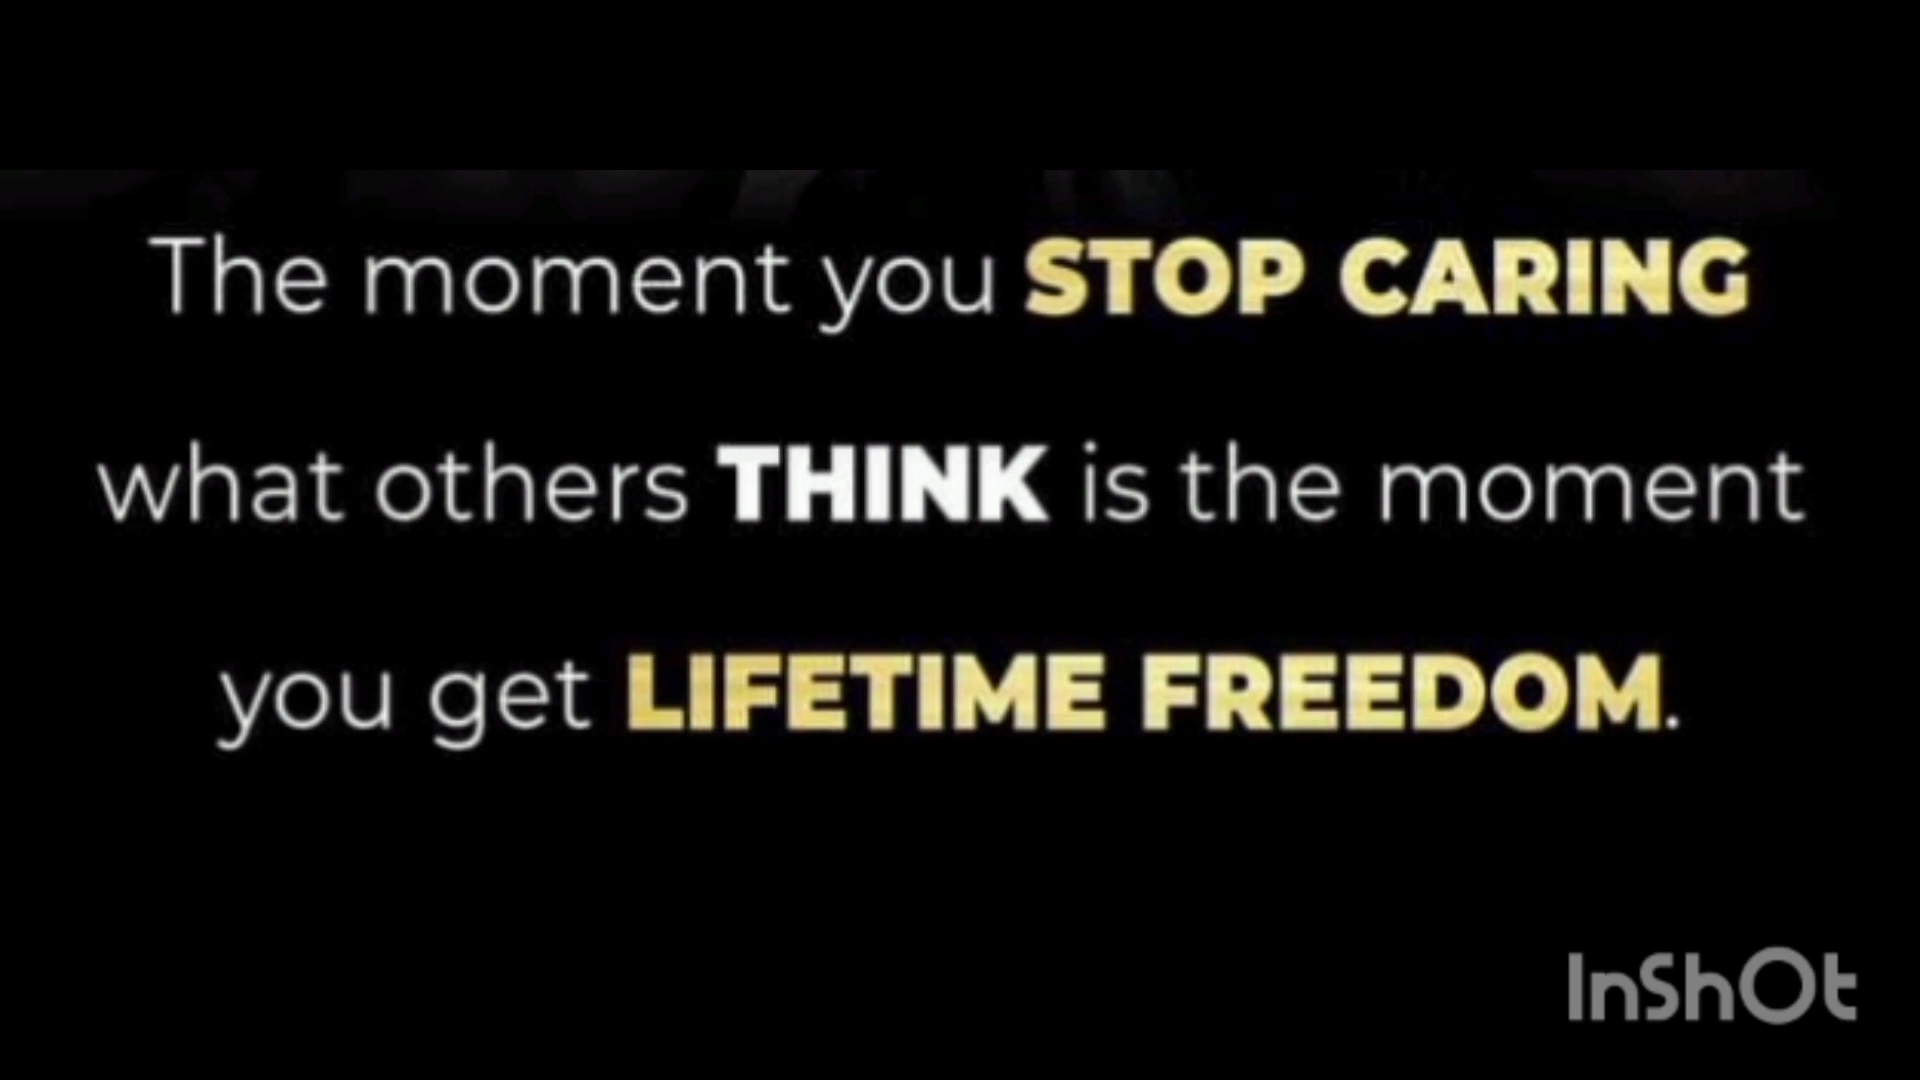 The moment you STOP CARING
what others THINK is the moment
you get LIFETIME FREEDOM.
InShOt